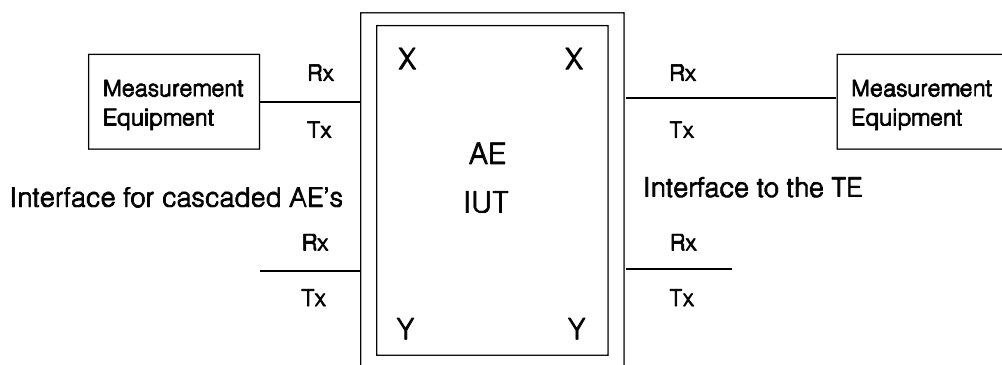 X X
Rx Rx
Measurement
Equipment
Measurement
Equipment
Tx Tx
AE
IUT
Interface for cascaded AE's
Interface to the TE
Rx Rx
Tx Tx
Y Y